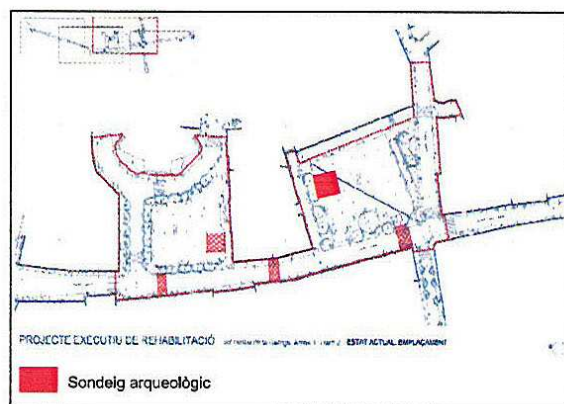 PROJECTE EXECUTIU DE REHABILITACIÓ ESTAT ACTUAL. EMPLAÇAMENT
Sondeig arqueològic